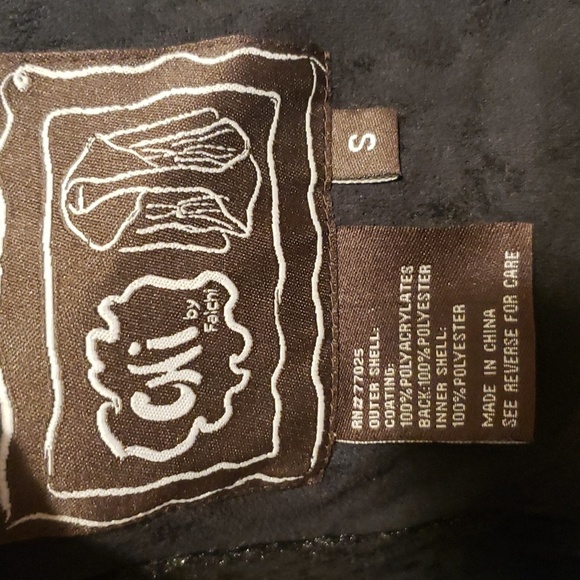 Chi
by
Falchi
S
RN#77025
OUTER SHELL:
COATING:
100% POLYACRYLATES
BACK:100% POLYESTER
INNER SHELL:
100% POLYESTER
MADE IN CHINA
SEE REVERSE FOR CARE